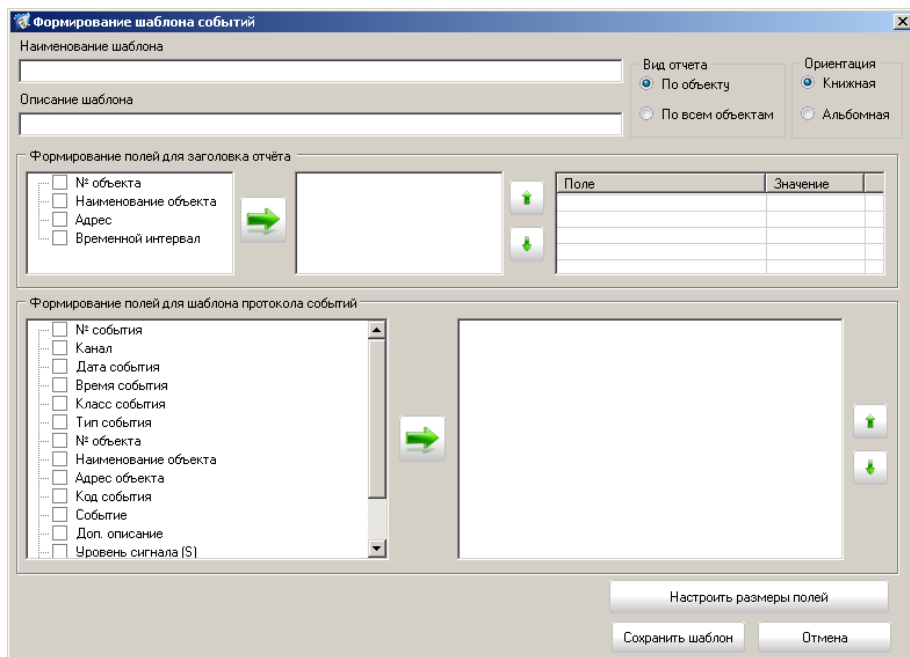 Формирование шаблона событий
Наименование шаблона
Вид отчета
Ориентация
По объекту
Книжная
Описание шаблона
По всем объектам
Альбомная
Формирование полей для заголовка отчёта
№ объекта
Наименование объекта
Адрес
Временной интервал
Поле
Значение
Формирование полей для шаблона протокола событий
№ события
Канал
Дата события
Время события
Класс события
Тип события
№ объекта
Наименование объекта
Адрес объекта
Код события
Событие
Доп. описание
Уровень сигнала (S)
Настроить размеры полей
Сохранить шаблон
Отмена